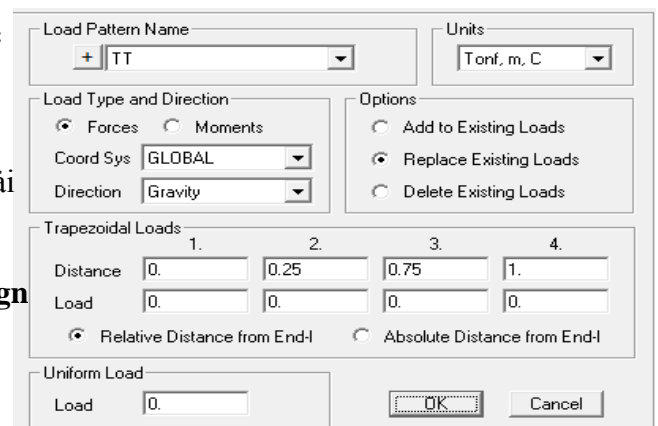 Load Pattern Name
Units
:
+ TT
Tonf, m, C
Load Type and Direction
Options
Forces Moments
Add to Existing Loads
Coord Sys GLOBAL
Replace Existing Loads
ải
Direction Gravity
Delete Existing Loads
Trapezoidal Loads
1. 2. 3. 4.
Distance 0. 0.25 0.75 1.
gn
Load 0. 0. 0. 0.
Relative Distance from End-I Absolute Distance from End-I
Uniform Load
Load 0.
OK Cancel